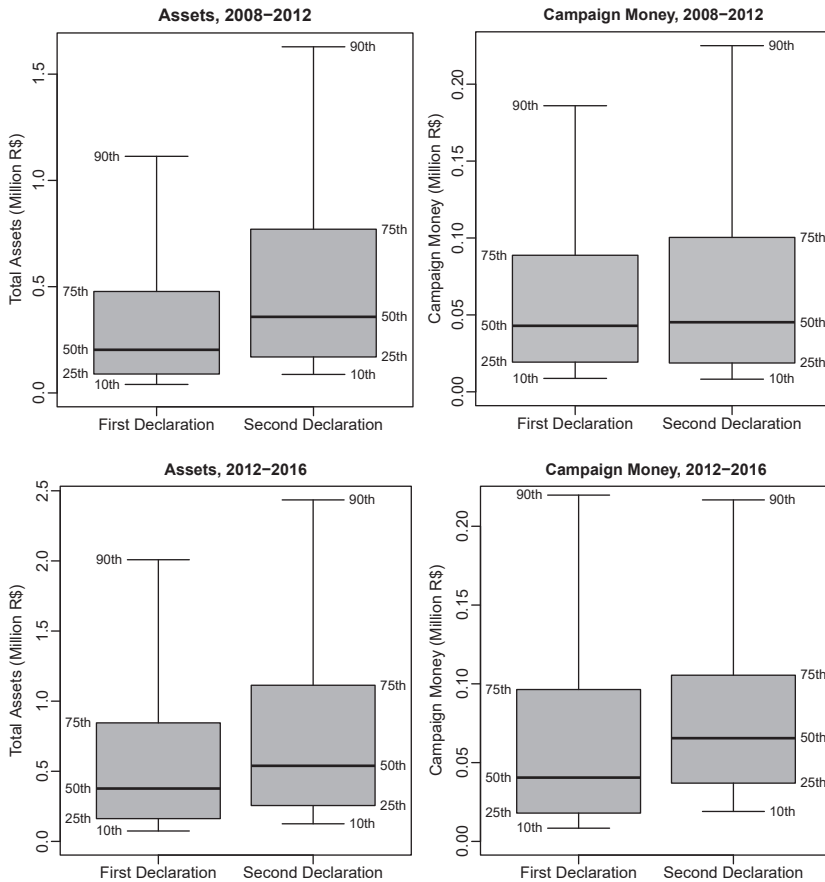 Assets, 2008−2012
Total Assets (Million R$)
1.5
1.0
0.5
0.0
90th
75th
50th
25th
10th
90th
75th
50th
25th
10th
First Declaration
Second Declaration
Campaign Money, 2008−2012
Campaign Money (Million R$)
0.20
0.15
0.10
0.05
0.00
90th
75th
50th
25th
10th
90th
75th
50th
25th
10th
First Declaration
Second Declaration
Assets, 2012−2016
Total Assets (Million R$)
2.5
2.0
1.5
1.0
0.5
0.0
90th
75th
50th
25th
10th
90th
75th
50th
25th
10th
First Declaration
Second Declaration
Campaign Money, 2012−2016
Campaign Money (Million R$)
0.20
0.15
0.10
0.05
0.00
90th
75th
50th
25th
10th
90th
75th
50th
25th
10th
First Declaration
Second Declaration